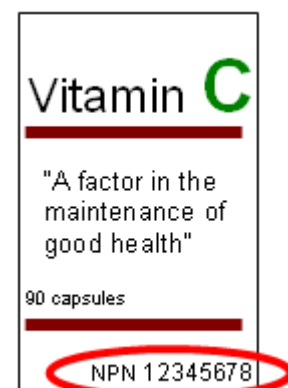 Vitamin C
"A factor in the
maintenance of
good health"
90 capsules
NPN 12345678